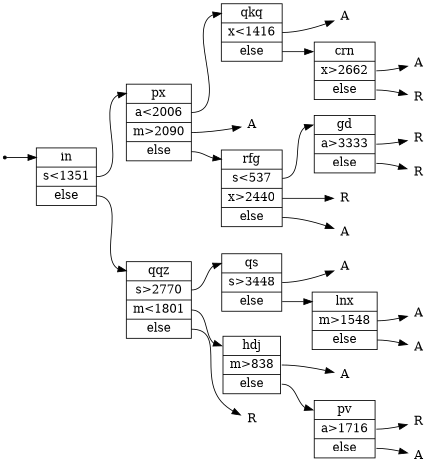 in
s<1351
else
px
a<2006
m>2090
else
A
qkq
x<1416
else
A
crn
x>2662
else
A
R
rfg
s<537
x>2440
else
R
A
gd
a>3333
else
R
R
qqz
s>2770
m<1801
else
R
qs
s>3448
else
A
lnx
m>1548
else
A
A
hdj
m>838
else
A
pv
a>1716
else
R
A